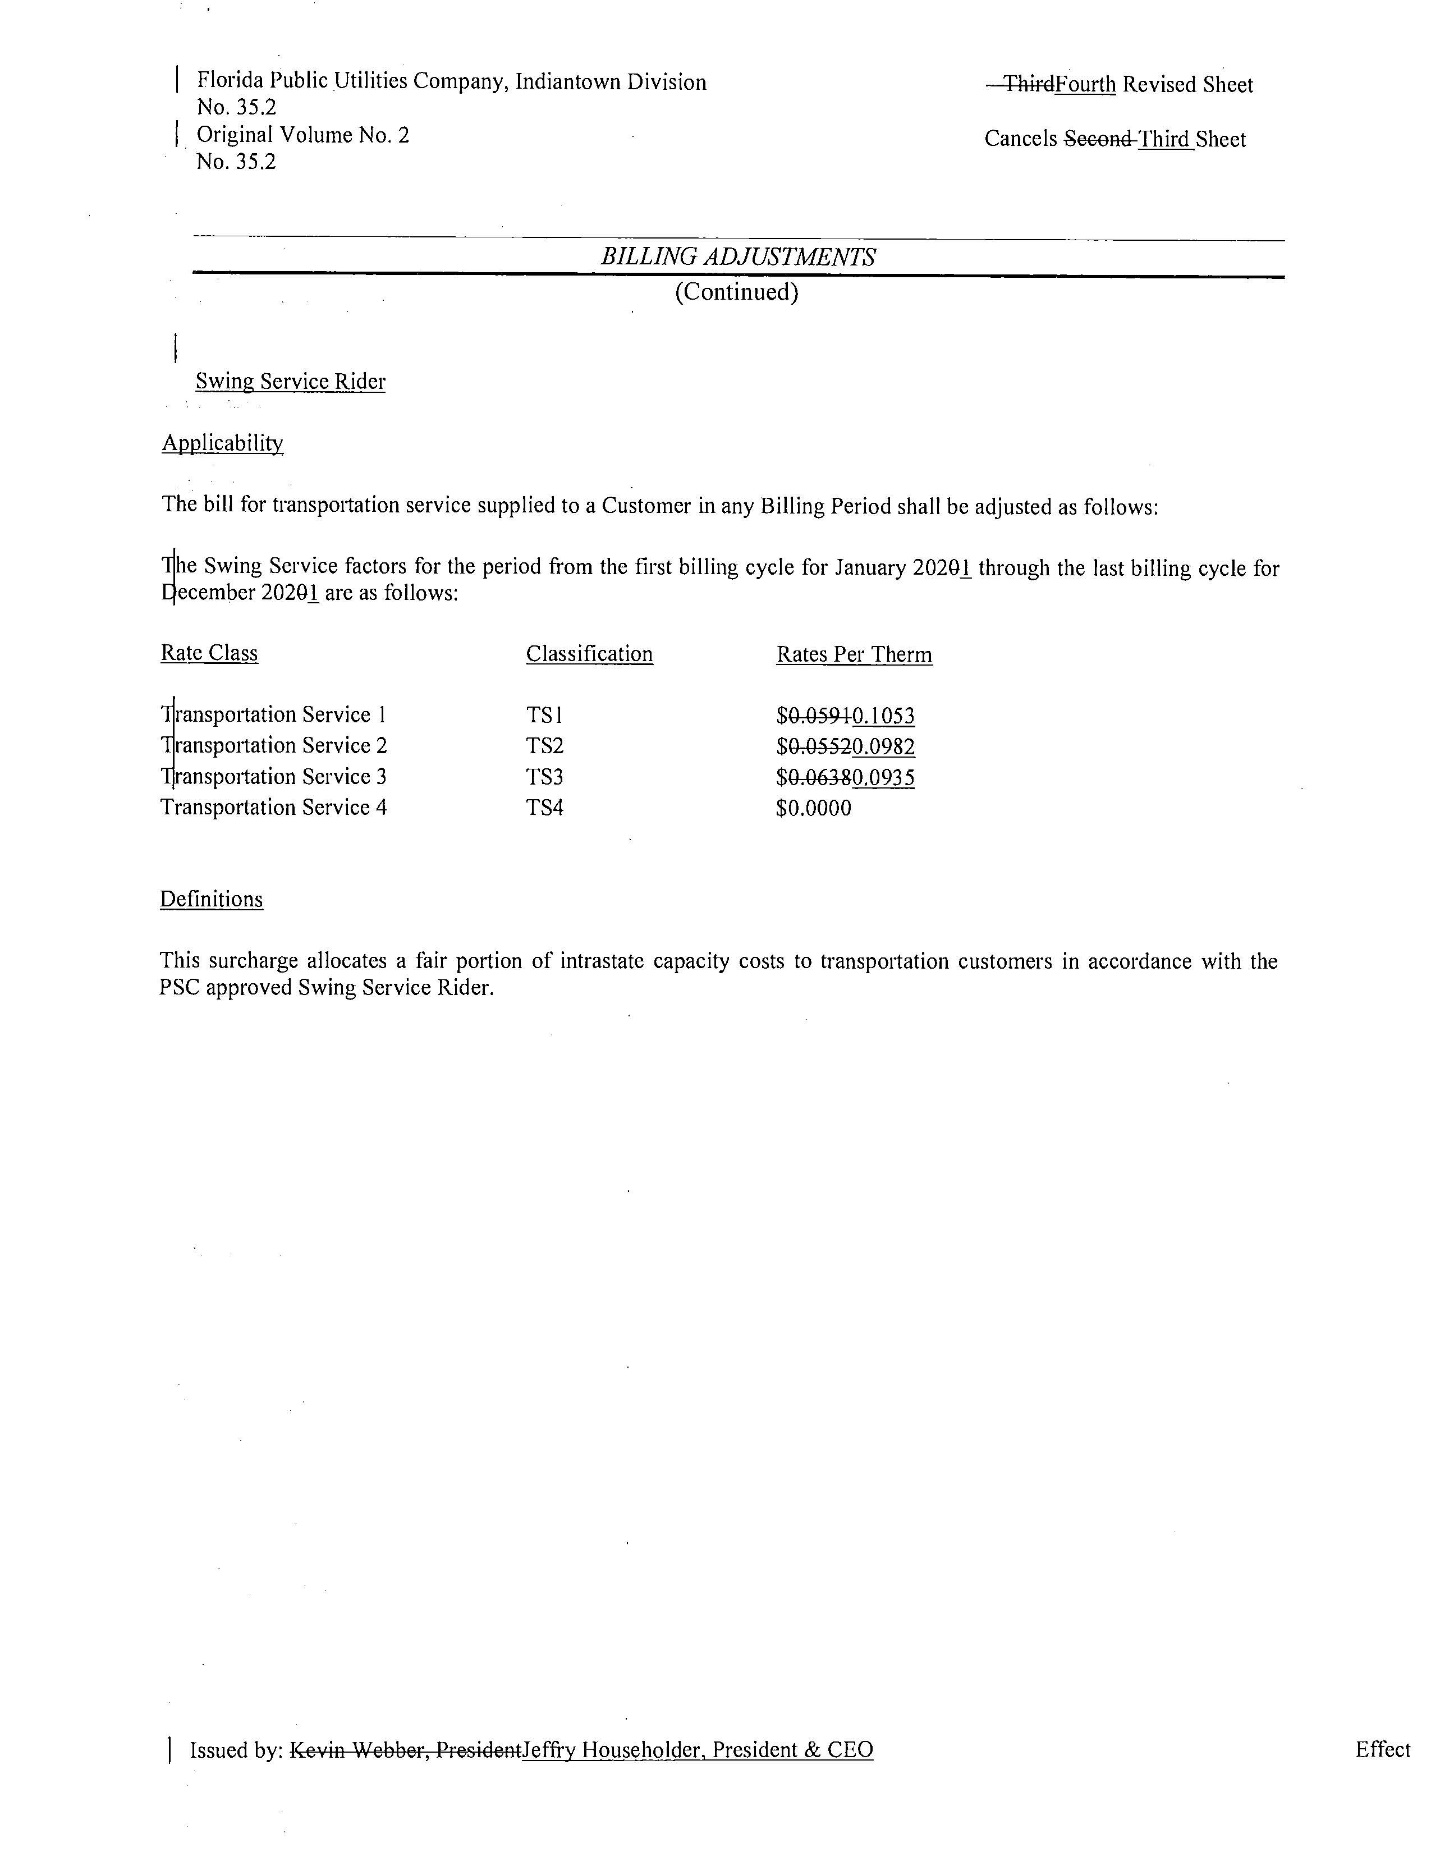 Florida Public Utilities Company, Indiantown Division ThirdFourth Revised Sheet
No. 35.2
Original Volume No. 2 Cancels Second Third Sheet
No. 35.2
BILLING ADJUSTMENTS
(Continued)
Swing Service Rider
Applicability
The bill for transportation service supplied to a Customer in any Billing Period shall be adjusted as follows:
The Swing Service factors for the period from the first billing cycle for January 20201 through the last billing cycle for
December 20201 are as follows:
Rate Class Classification Rates Per Therm
Transportation Service 1 TS1 $0.05910.1053
Transportation Service 2 TS2 $0.05520.0982
Transportation Service 3 TS3 $0.06380.0935
Transportation Service 4 TS4 $0.0000
Definitions
This surcharge allocates a fair portion of intrastate capacity costs to transportation customers in accordance with the
PSC approved Swing Service Rider.
Issued by: Kevin Webber, PresidentJeffry Householder, President & CEO Effect